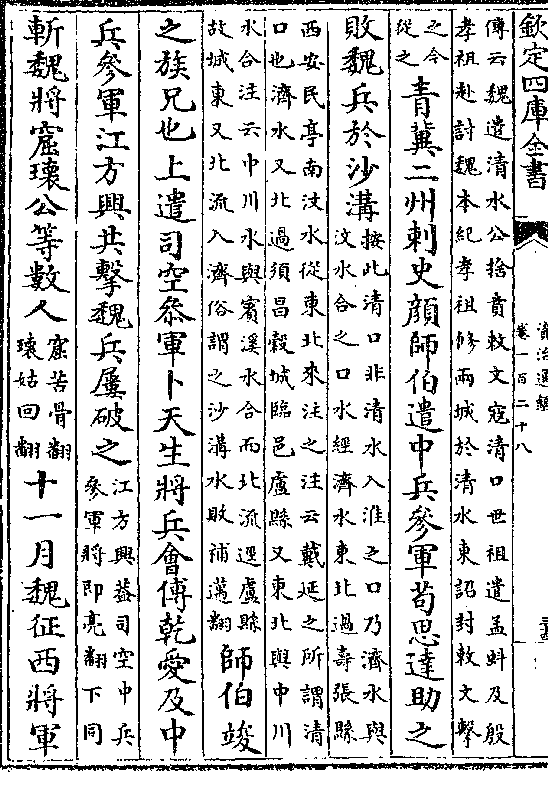 欽定四庫全書
資治通鑑
卷一百二十八
傳云魏遣清水公拾賁敕文寇清口世祖遣孟蚪及殷
孝祖赴討魏本紀孝祖修兩城於清水東詔封敕文擊
之今
從之
青冀二州刺史顔師伯遣中兵參軍苟思達助之
敗魏兵於沙溝
按此清口非清水入淮之口乃濟水與
汶水合之口水經濟水東北過壽張縣
西安民亭南汶水從東北來注之注云戴延之所謂清
口也濟水又北過須昌榖城臨邑盧縣又東北與中川
水合注云中川水與賓溪水合而北流逕盧縣
故城東又北流入濟俗謂之沙溝水敗補邁翻
師伯竣
之族兄也上遣司空參軍卜天生將兵會傅乾愛及中
兵參軍江方興共擊魏兵屢破之
江方興葢司空中兵
參軍將即亮翻下同
斬魏將窟瓌公等數人
窟苦骨翻
瓌姑回翻
十一月魏征西將軍